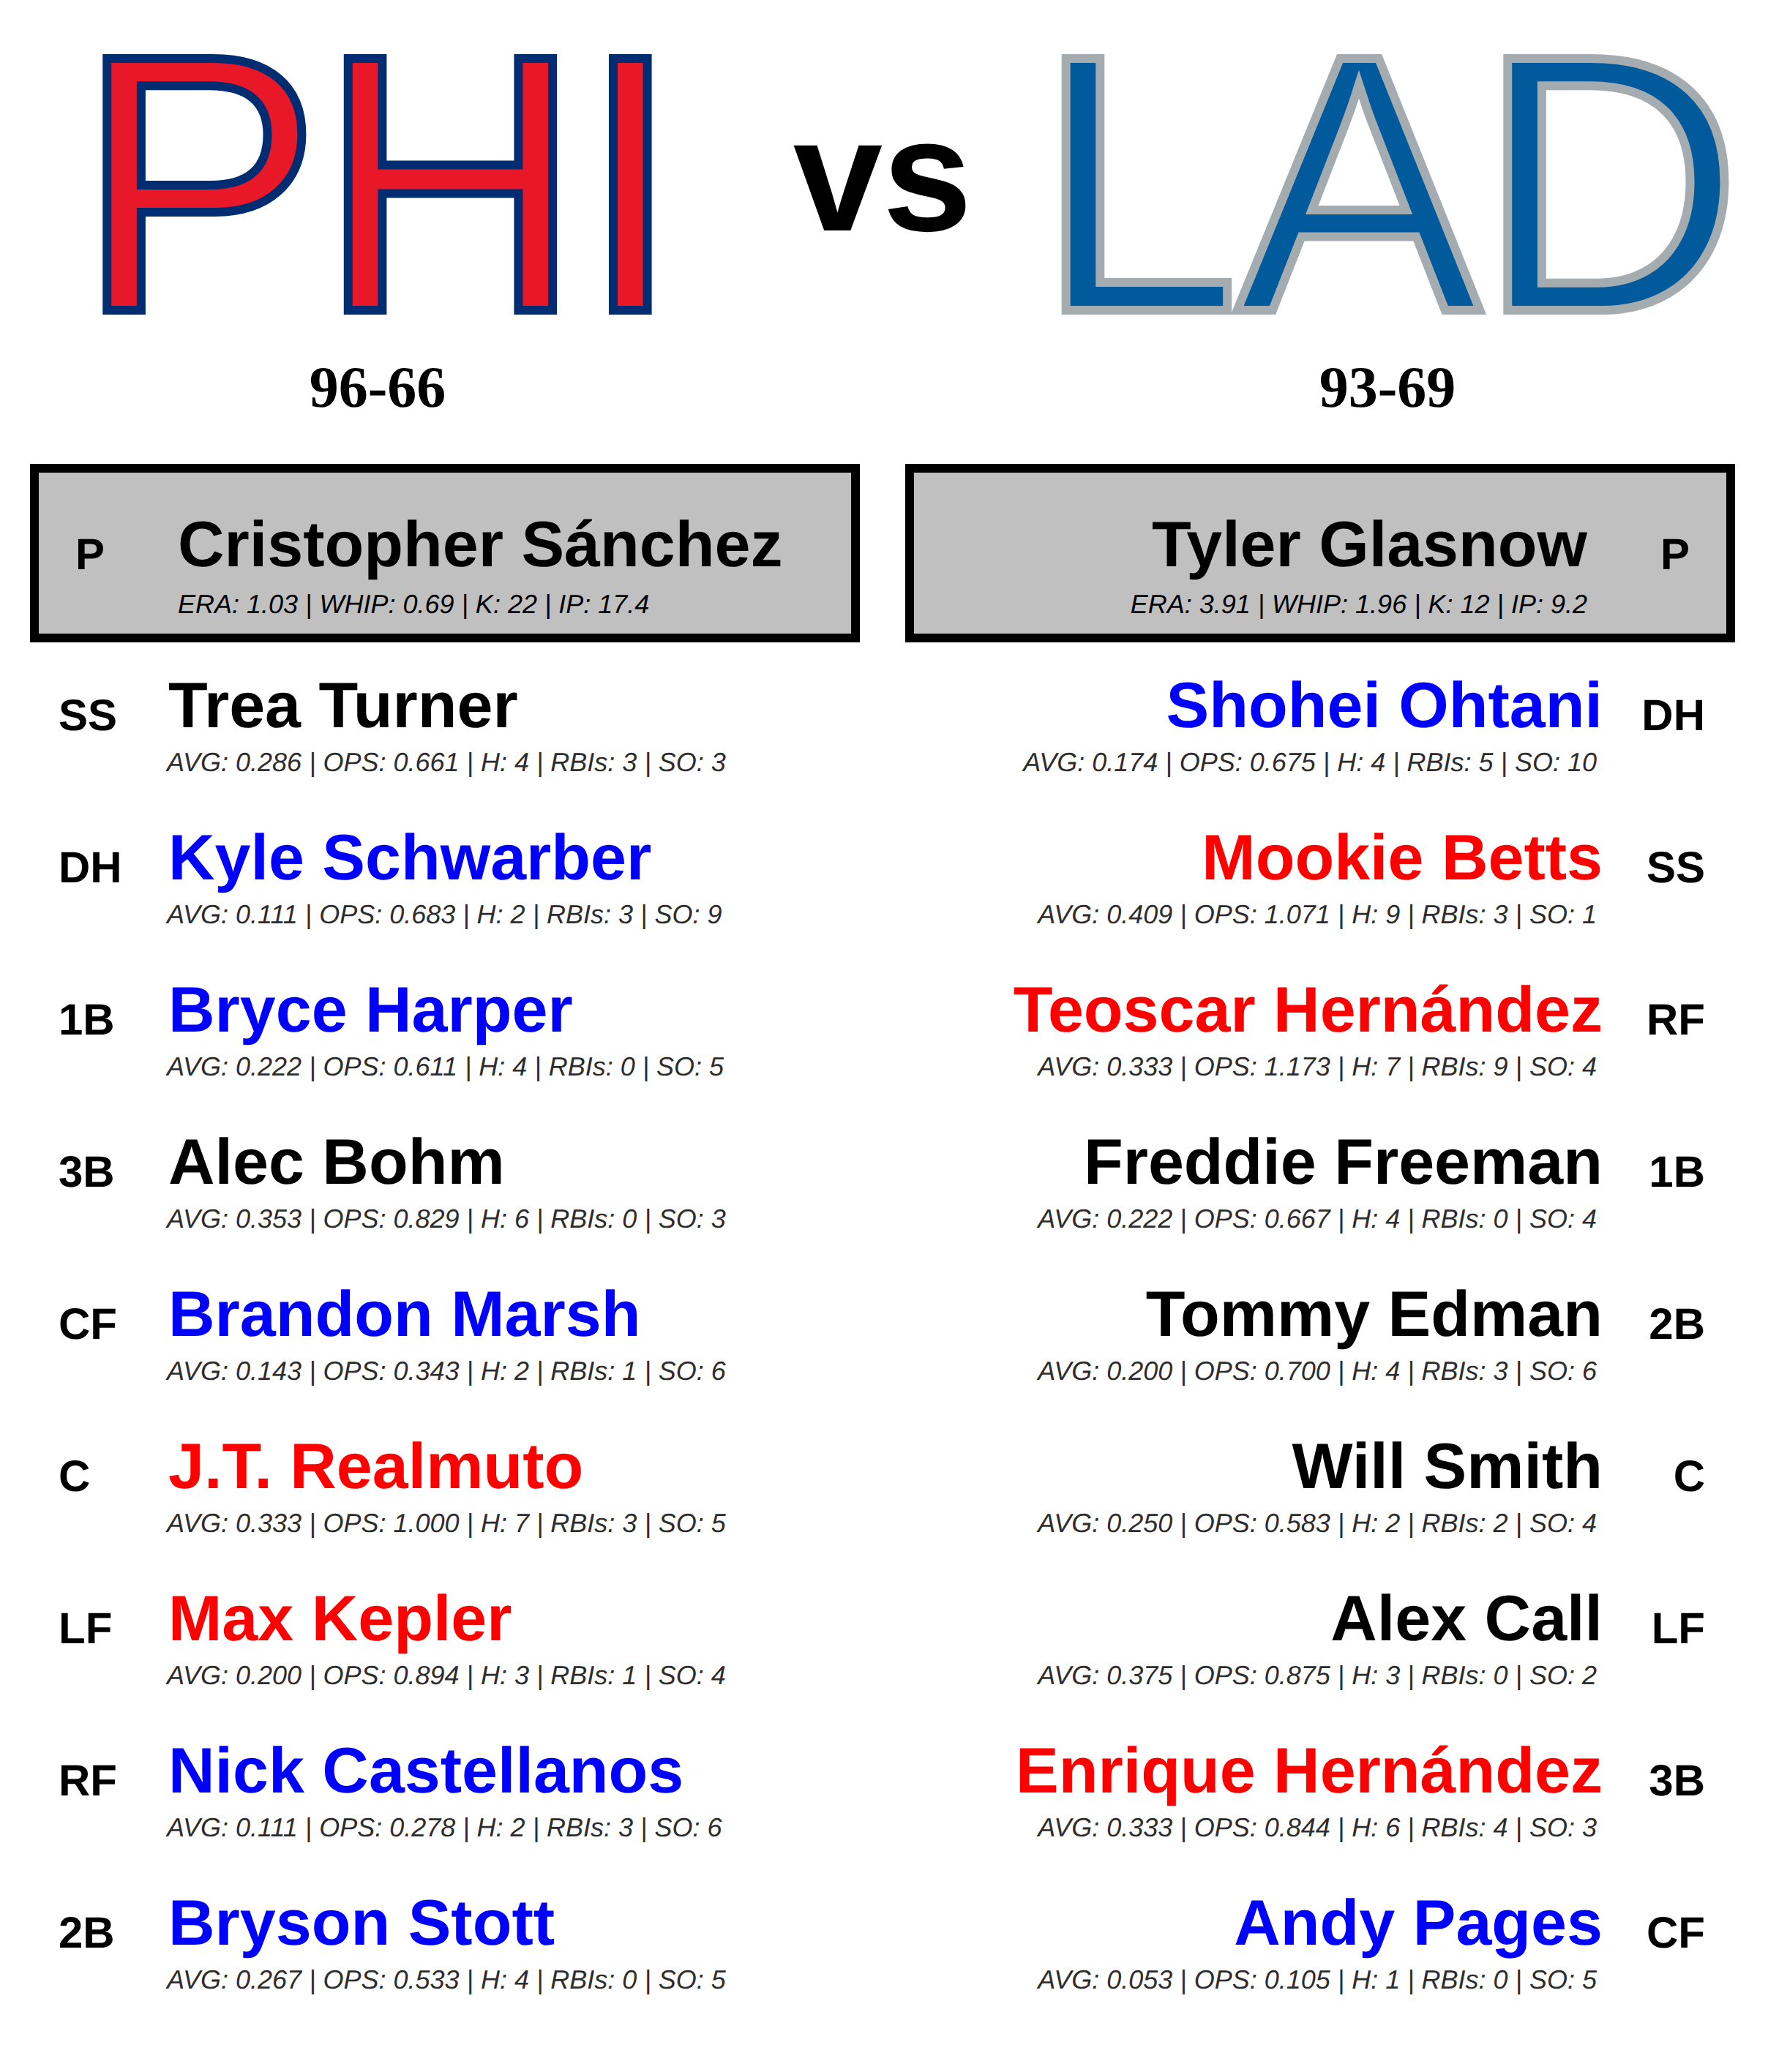 PHI vs LAD
96-66
93-69
P Cristopher Sánchez
ERA: 1.03 | WHIP: 0.69 | K: 22 | IP: 17.4
Tyler Glasnow P
ERA: 3.91 | WHIP: 1.96 | K: 12 | IP: 9.2
SS Trea Turner
AVG: 0.286 | OPS: 0.661 | H: 4 | RBIs: 3 | SO: 3
DH Kyle Schwarber
AVG: 0.111 | OPS: 0.683 | H: 2 | RBIs: 3 | SO: 9
1B Bryce Harper
AVG: 0.222 | OPS: 0.611 | H: 4 | RBIs: 0 | SO: 5
3B Alec Bohm
AVG: 0.353 | OPS: 0.829 | H: 6 | RBIs: 0 | SO: 3
CF Brandon Marsh
AVG: 0.143 | OPS: 0.343 | H: 2 | RBIs: 1 | SO: 6
C J.T. Realmuto
AVG: 0.333 | OPS: 1.000 | H: 7 | RBIs: 3 | SO: 5
LF Max Kepler
AVG: 0.200 | OPS: 0.894 | H: 3 | RBIs: 1 | SO: 4
RF Nick Castellanos
AVG: 0.111 | OPS: 0.278 | H: 2 | RBIs: 3 | SO: 6
2B Bryson Stott
AVG: 0.267 | OPS: 0.533 | H: 4 | RBIs: 0 | SO: 5
Shohei Ohtani DH
AVG: 0.174 | OPS: 0.675 | H: 4 | RBIs: 5 | SO: 10
Mookie Betts SS
AVG: 0.409 | OPS: 1.071 | H: 9 | RBIs: 3 | SO: 1
Teoscar Hernández RF
AVG: 0.333 | OPS: 1.173 | H: 7 | RBIs: 9 | SO: 4
Freddie Freeman 1B
AVG: 0.222 | OPS: 0.667 | H: 4 | RBIs: 0 | SO: 4
Tommy Edman 2B
AVG: 0.200 | OPS: 0.700 | H: 4 | RBIs: 3 | SO: 6
Will Smith C
AVG: 0.250 | OPS: 0.583 | H: 2 | RBIs: 2 | SO: 4
Alex Call LF
AVG: 0.375 | OPS: 0.875 | H: 3 | RBIs: 0 | SO: 2
Enrique Hernández 3B
AVG: 0.333 | OPS: 0.844 | H: 6 | RBIs: 4 | SO: 3
Andy Pages CF
AVG: 0.053 | OPS: 0.105 | H: 1 | RBIs: 0 | SO: 5